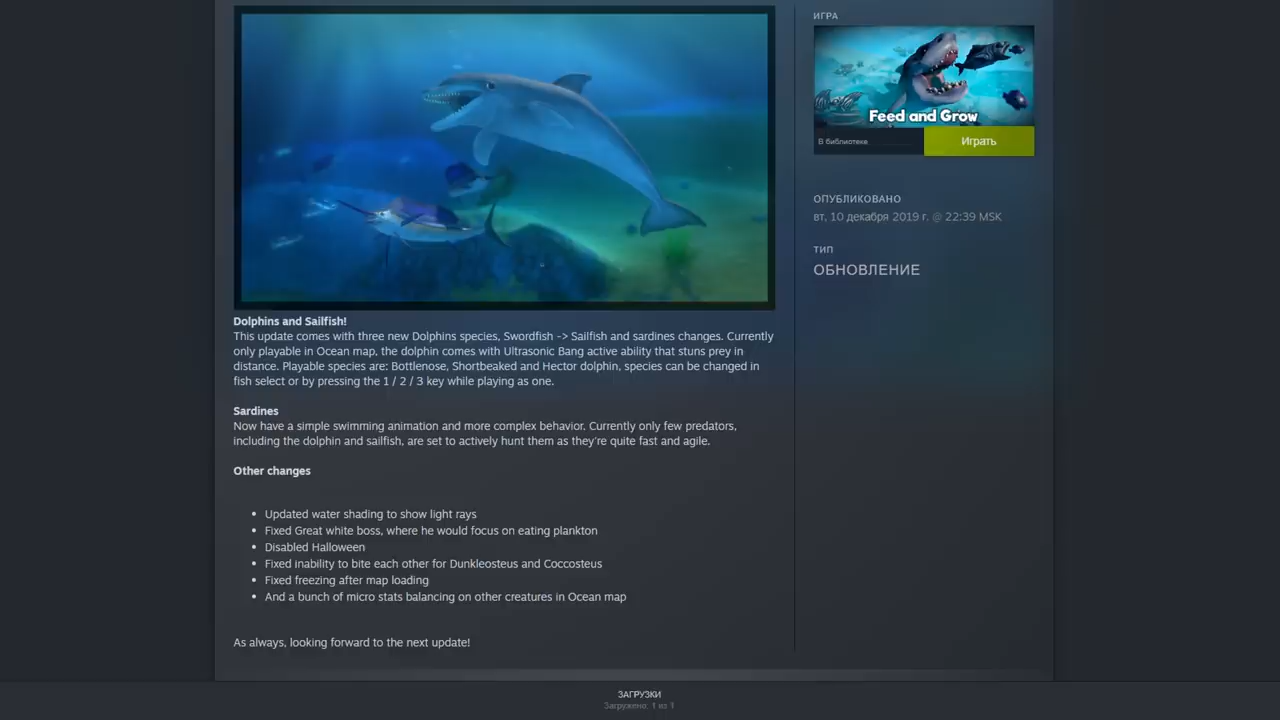 ИГРА
Feed and Grow
В библиотеке
Играть
ОПУБЛИКОВАНО
вт, 10 декабря 2019 г. @ 22:39 MSK
ТИП
ОБНОВЛЕНИЕ
Dolphins and Sailfish!
This update comes with three new Dolphins species, Swordfish -> Sailfish and sardines changes. Currently
only playable in Ocean map, the dolphin comes with Ultrasonic Bang active ability that stuns prey in
distance. Playable species are: Bottlenose, Shortbeaked and Hector dolphin, species can be changed in
fish select or by pressing the 1 / 2 / 3 key while playing as one.
Sardines
Now have a simple swimming animation and more complex behavior. Currently only few predators,
including the dolphin and sailfish, are set to actively hunt them as they're quite fast and agile.
Other changes
• Updated water shading to show light rays
• Fixed Great white boss, where he would focus on eating plankton
• Disabled Halloween
• Fixed inability to bite each other for Dunkleosteus and Coccosteus
• Fixed freezing after map loading
• And a bunch of micro stats balancing on other creatures in Ocean map
As always, looking forward to the next update!
ЗАГРУЗКИ
Загружено: 1 из 1